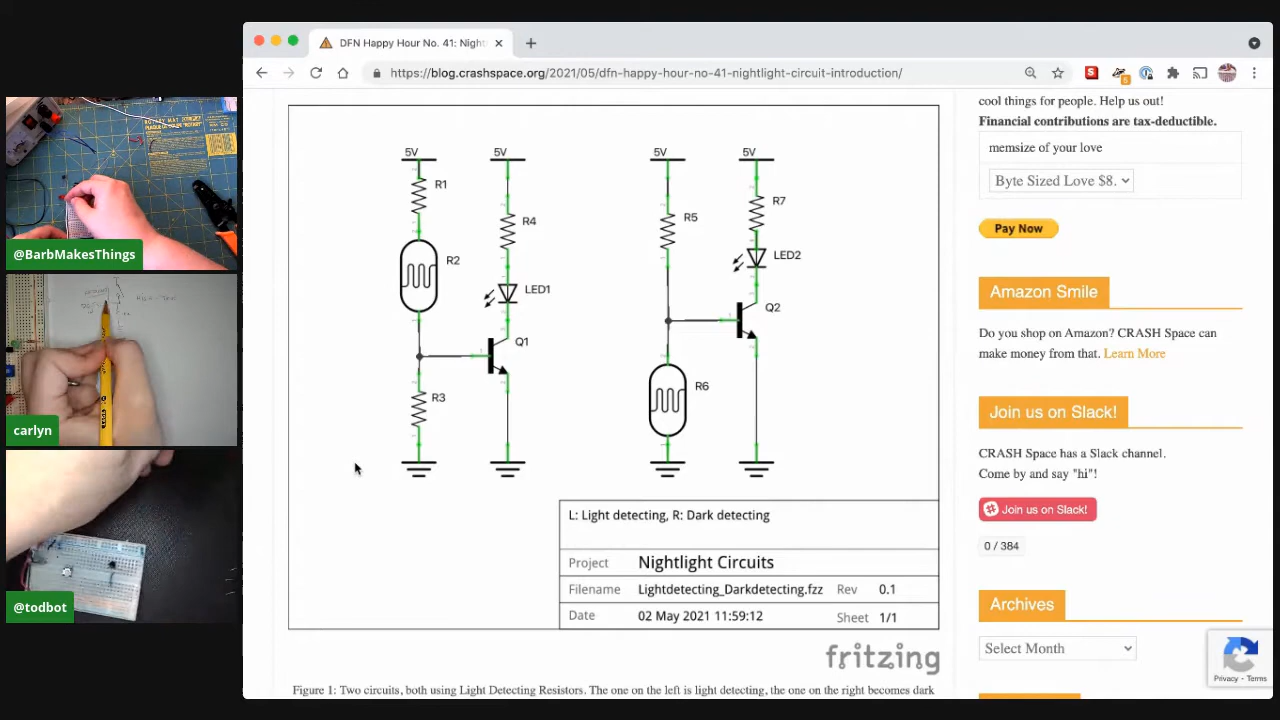 DFN Happy Hour No. 41: Night
https://blog.crashspace.org/2021/05/dfn-happy-hour-no-41-nightlight-circuit-introduction/
@BarbMakesThings
carlyn
@todbot
5V
5V
5V
5V
R1
R2
R3
R4
LED1
Q1
R5
R6
R7
LED2
Q2
L: Light detecting, R: Dark detecting
Project Nightlight Circuits
Filename Lightdetecting_Darkdetecting.fzz Rev 0.1
Date 02 May 2021 11:59:12 Sheet 1/1
fritzing
Figure 1: Two circuits, both using Light Detecting Resistors. The one on the left is light detecting, the one on the right becomes dark
cool things for people. Help us out!
Financial contributions are tax-deductible.
memsize of your love
Byte Sized Love $8.
Pay Now
Amazon Smile
Do you shop on Amazon? CRASH Space can
make money from that. Learn More
Join us on Slack!
CRASH Space has a Slack channel.
Come by and say "hi"!
Join us on Slack!
0 / 384
Archives
Select Month
Privacy - Terms